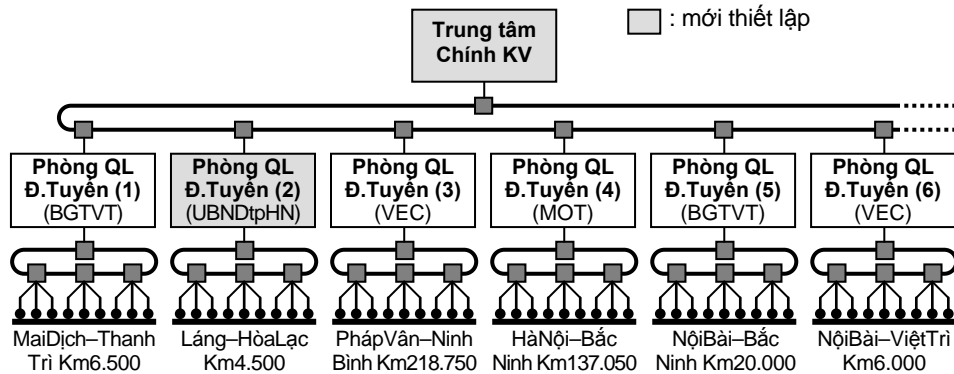 Trung tâm
Chính KV
: mới thiết lập
Phòng QL
Đ.Tuyến (1)
(BGTVT)
Phòng QL
Đ.Tuyến (2)
(UBNDtpHN)
Phòng QL
Đ.Tuyến (3)
(VEC)
Phòng QL
Đ.Tuyến (4)
(MOT)
Phòng QL
Đ.Tuyến (5)
(BGTVT)
Phòng QL
Đ.Tuyến (6)
(VEC)
MaiDịch–Thanh
Trì Km6.500
Láng–HòaLạc
Km4.500
PhápVân–Ninh
Bình Km218.750
HàNội–Bắc
Ninh Km137.050
NộiBài–Bắc
Ninh Km20.000
NộiBài–ViệtTrì
Km6.000